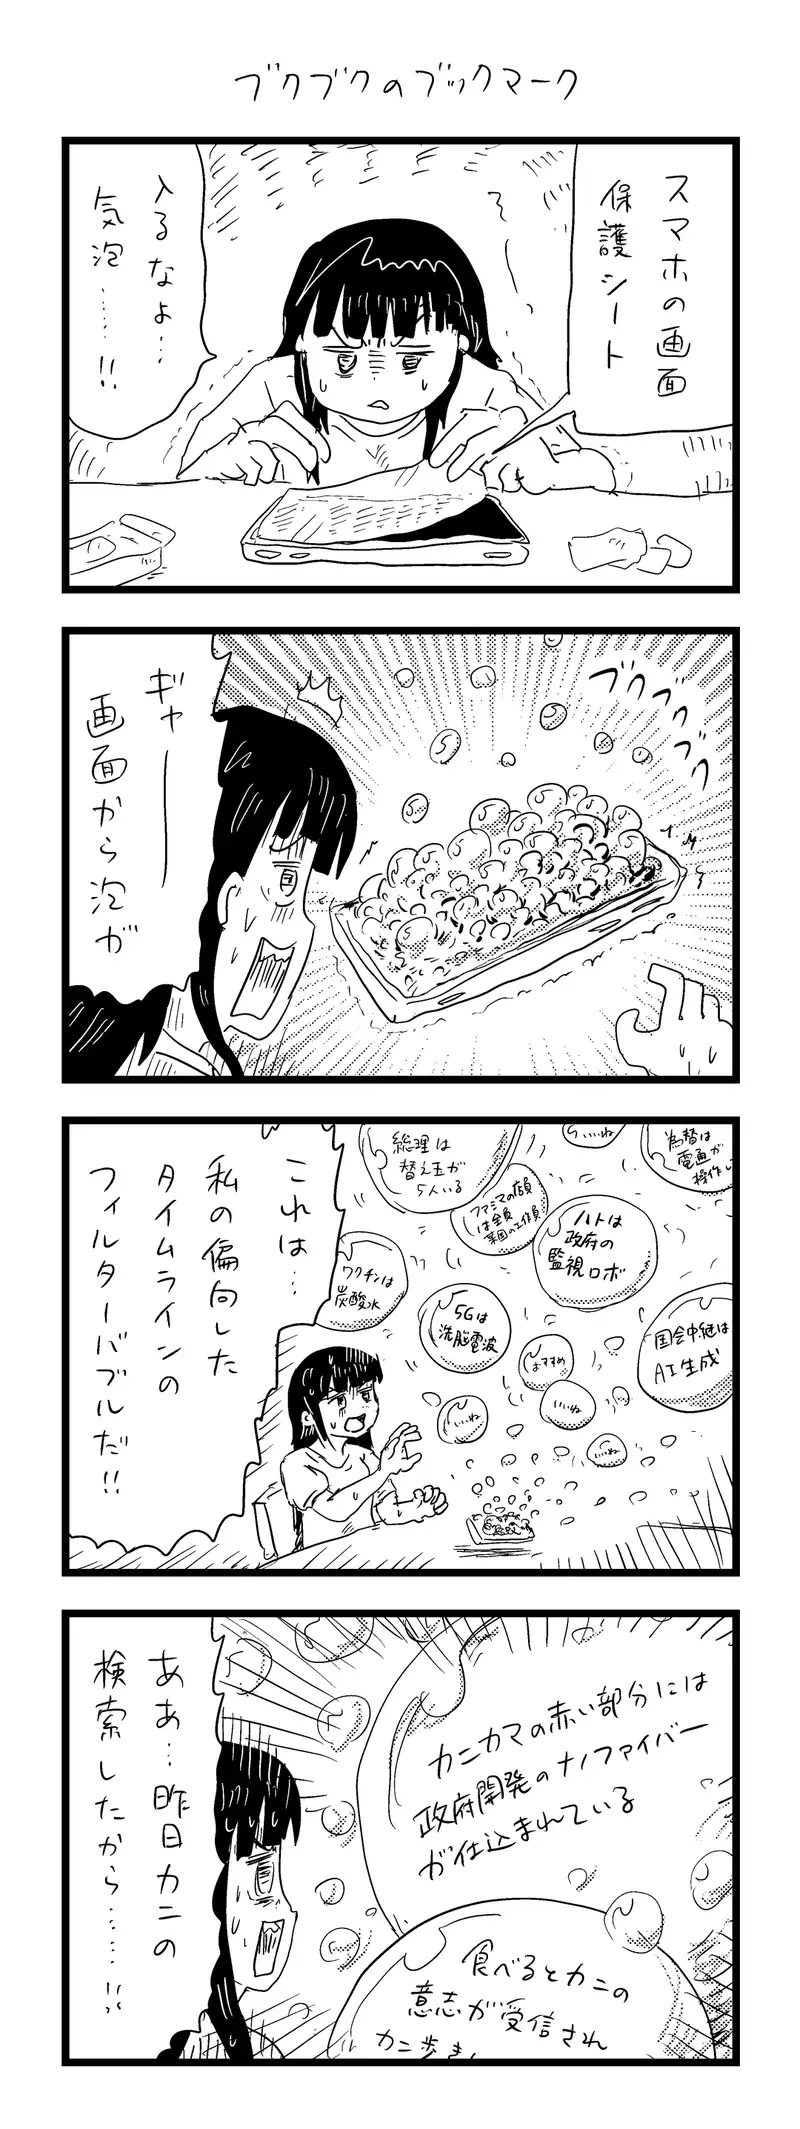 ブクブクのブックマーク
スマホの画面
保護シート
入るなよ…
気泡……!!
ブクブクブク
ギャー
画面から泡が
総理は
替え玉が
5人いる
いいね
為替は
電通が
操作し
ファミマの店員
は全員
某国の工作員
ハトは
政府の
監視ロボ
ワクチンは
炭酸水
5Gは
洗脳電波
国会中継は
AI生成
おすすめ
いいね
いいね
いいね
これは…
私の偏向した
タイムラインの
フィルターバブルだ!!
カニカマの赤い部分には
政府開発のナノファイバー
が仕込まれている
食べるとカニの
意志が受信され
カニ歩き
ああ…昨日カニの
検索したから……!!